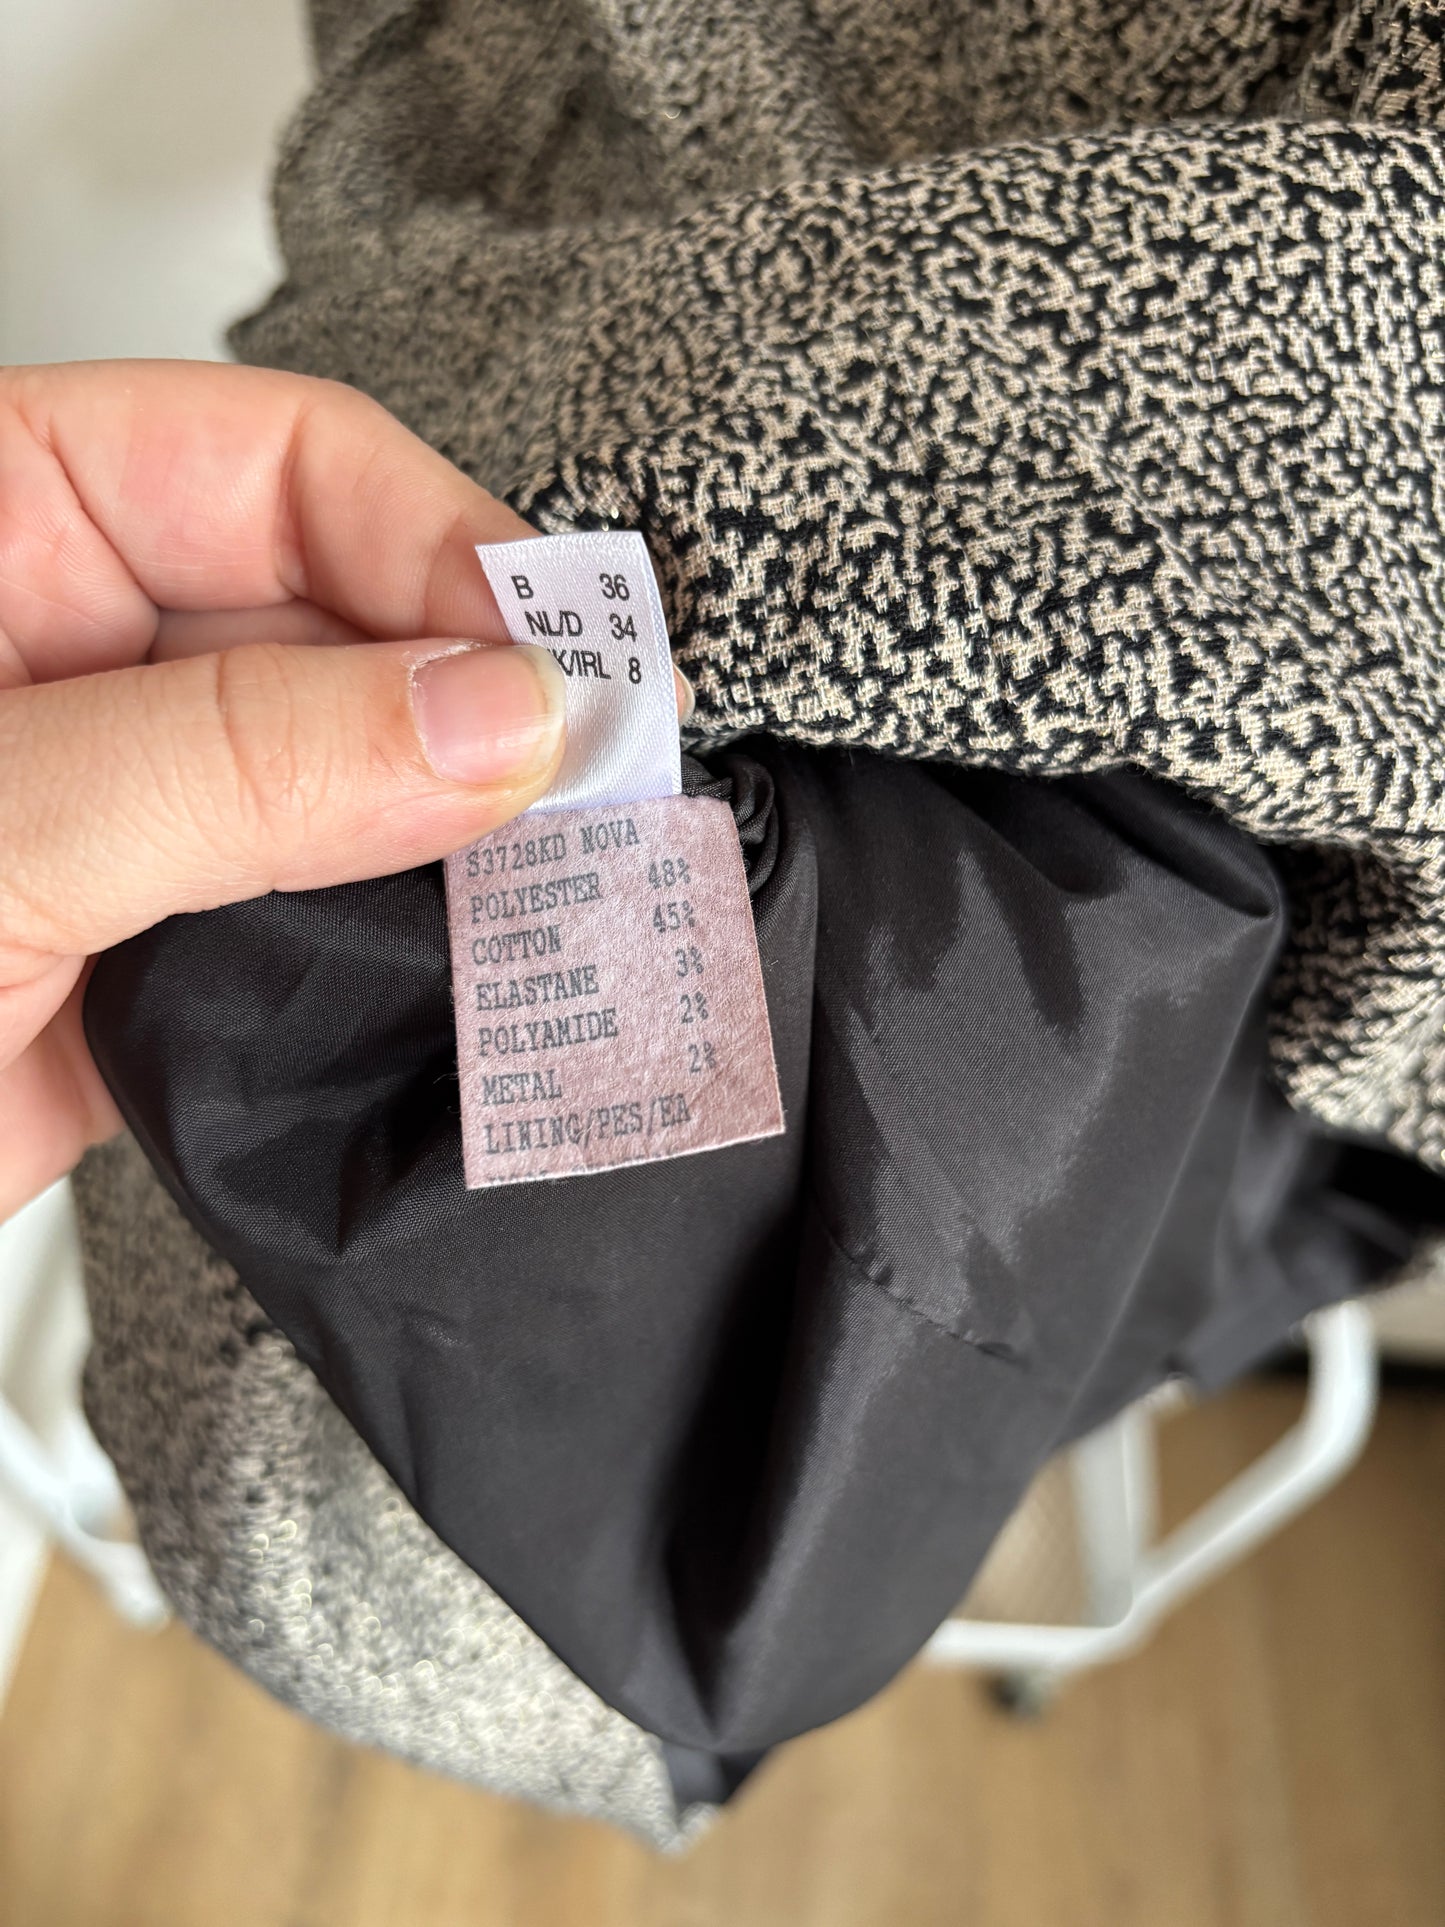 B 36
NL/D 34
K/IRL 8
S3728KD NOVA
POLYESTER 48%
COTTON 45%
ELASTANE 3%
POLYAMIDE 2%
METAL 2%
LINING/PES/EA